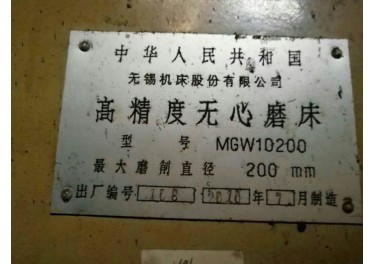 中华人民共和国
无锡机床股份有限公司
高精度无心磨床
型号 MGW10200
最大磨削直径 200 mm
出厂编号 年 月制造